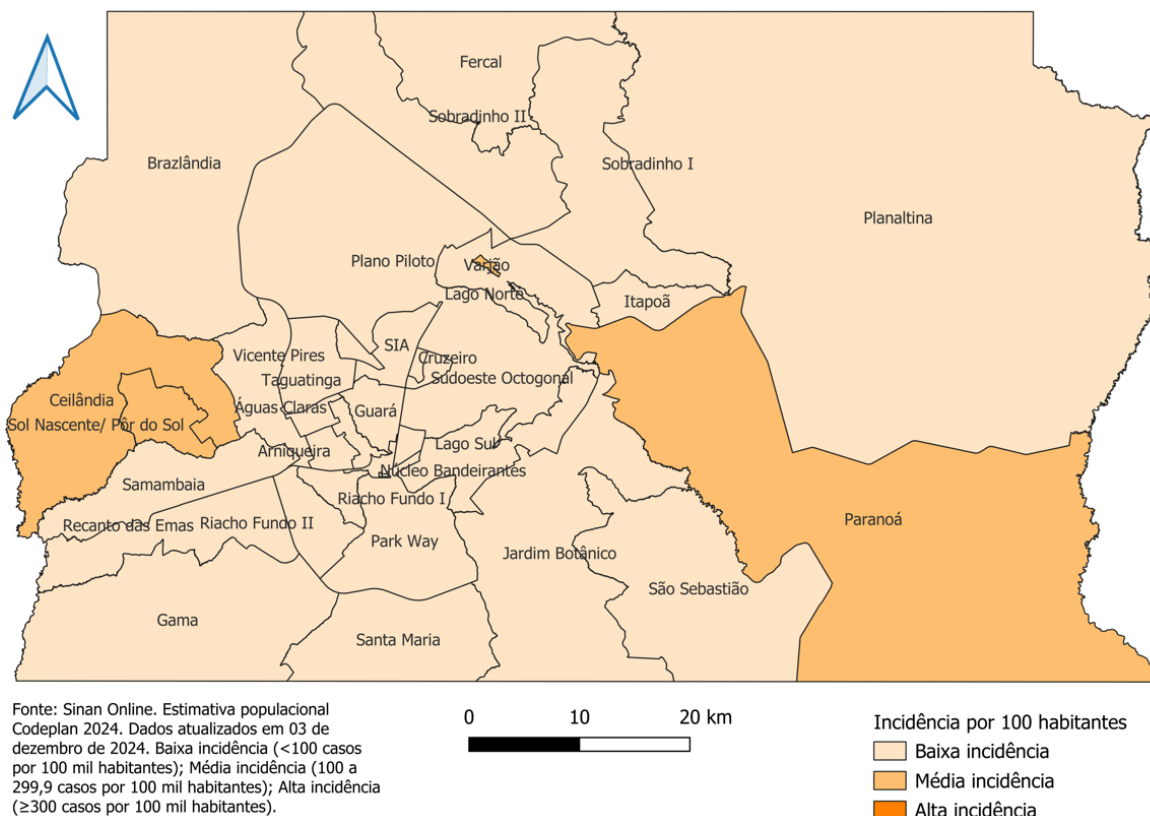 Fercal
Sobradinho II
Brazlândia
Sobradinho I
Planaltina
Plano Piloto
Varjão
Lago Norte
Itapoã
SIA
Vicente Pires
Cruzeiro
Taguatinga
Sudoeste Octogonal
Ceilândia
Águas Claras
Guará
Sol Nascente/ Pôr do Sol
Lago Sul
Arniqueira
Núcleo Bandeirantes
Samambaia
Riacho Fundo I
Recanto das Emas
Riacho Fundo II
Paranoá
Park Way
Jardim Botânico
São Sebastião
Gama
Santa Maria
Fonte: Sinan Online. Estimativa populacional
Codeplan 2024. Dados atualizados em 03 de
dezembro de 2024. Baixa incidência (<100 casos
por 100 mil habitantes); Média incidência (100 a
299,9 casos por 100 mil habitantes); Alta incidência
(≥300 casos por 100 mil habitantes).
0 10 20 km
Incidência por 100 habitantes
Baixa incidência
Média incidência
Alta incidência